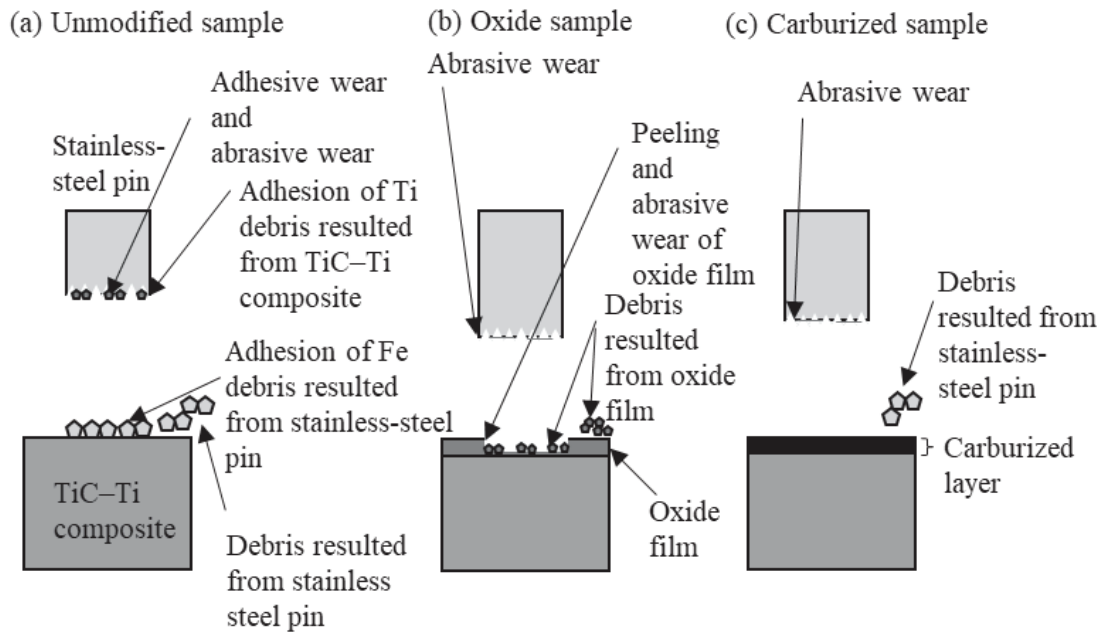 (a) Unmodified sample
Adhesive wear
and
abrasive wear
Stainless-
steel pin
Adhesion of Ti
debris resulted
from TiC–Ti
composite
Adhesion of Fe
debris resulted
from stainless-steel
pin
TiC–Ti
composite
Debris resulted
from stainless
steel pin
(b) Oxide sample
Abrasive wear
Peeling
and
abrasive
wear of
oxide film
Debris
resulted
from oxide
film
Oxide
film
(c) Carburized sample
Abrasive wear
Debris
resulted from
stainless-
steel pin
Carburized
layer